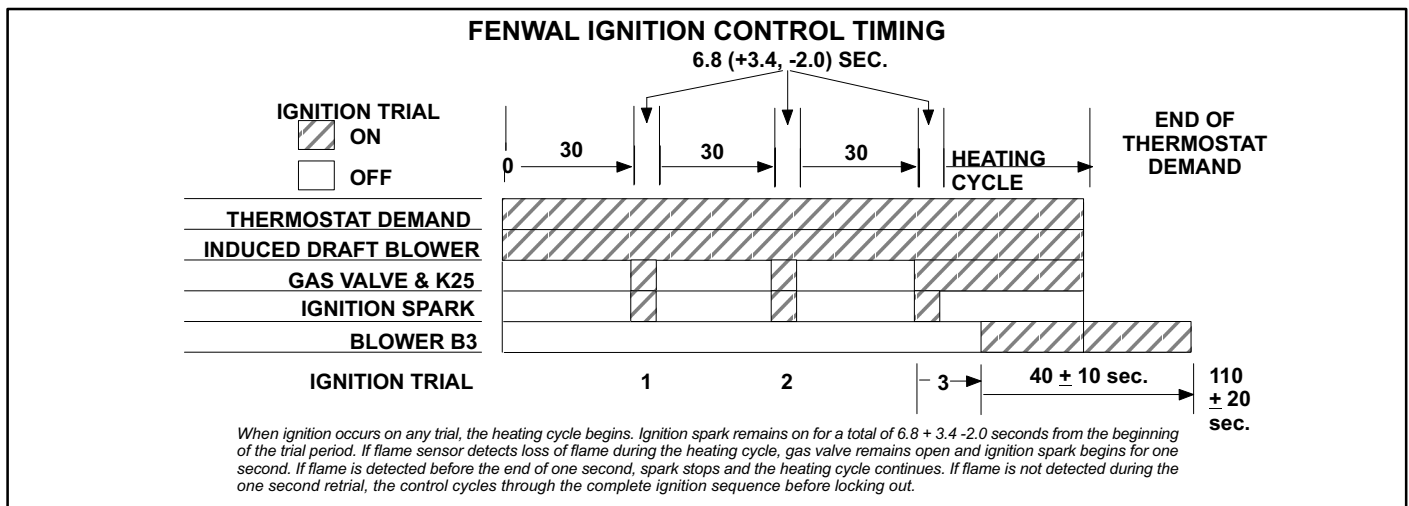 FENWAL IGNITION CONTROL TIMING
6.8 (+3.4, -2.0) SEC.
IGNITION TRIAL
ON
OFF
0
30
30
30
HEATING
CYCLE
END OF
THERMOSTAT
DEMAND
THERMOSTAT DEMAND
INDUCED DRAFT BLOWER
GAS VALVE & K25
IGNITION SPARK
BLOWER B3
IGNITION TRIAL
1
2
3
40 ± 10 sec.
110
± 20
sec.
When ignition occurs on any trial, the heating cycle begins. Ignition spark remains on for a total of 6.8 + 3.4 -2.0 seconds from the beginning
of the trial period. If flame sensor detects loss of flame during the heating cycle, gas valve remains open and ignition spark begins for one
second. If flame is detected before the end of one second, spark stops and the heating cycle continues. If flame is not detected during the
one second retrial, the control cycles through the complete ignition sequence before locking out.